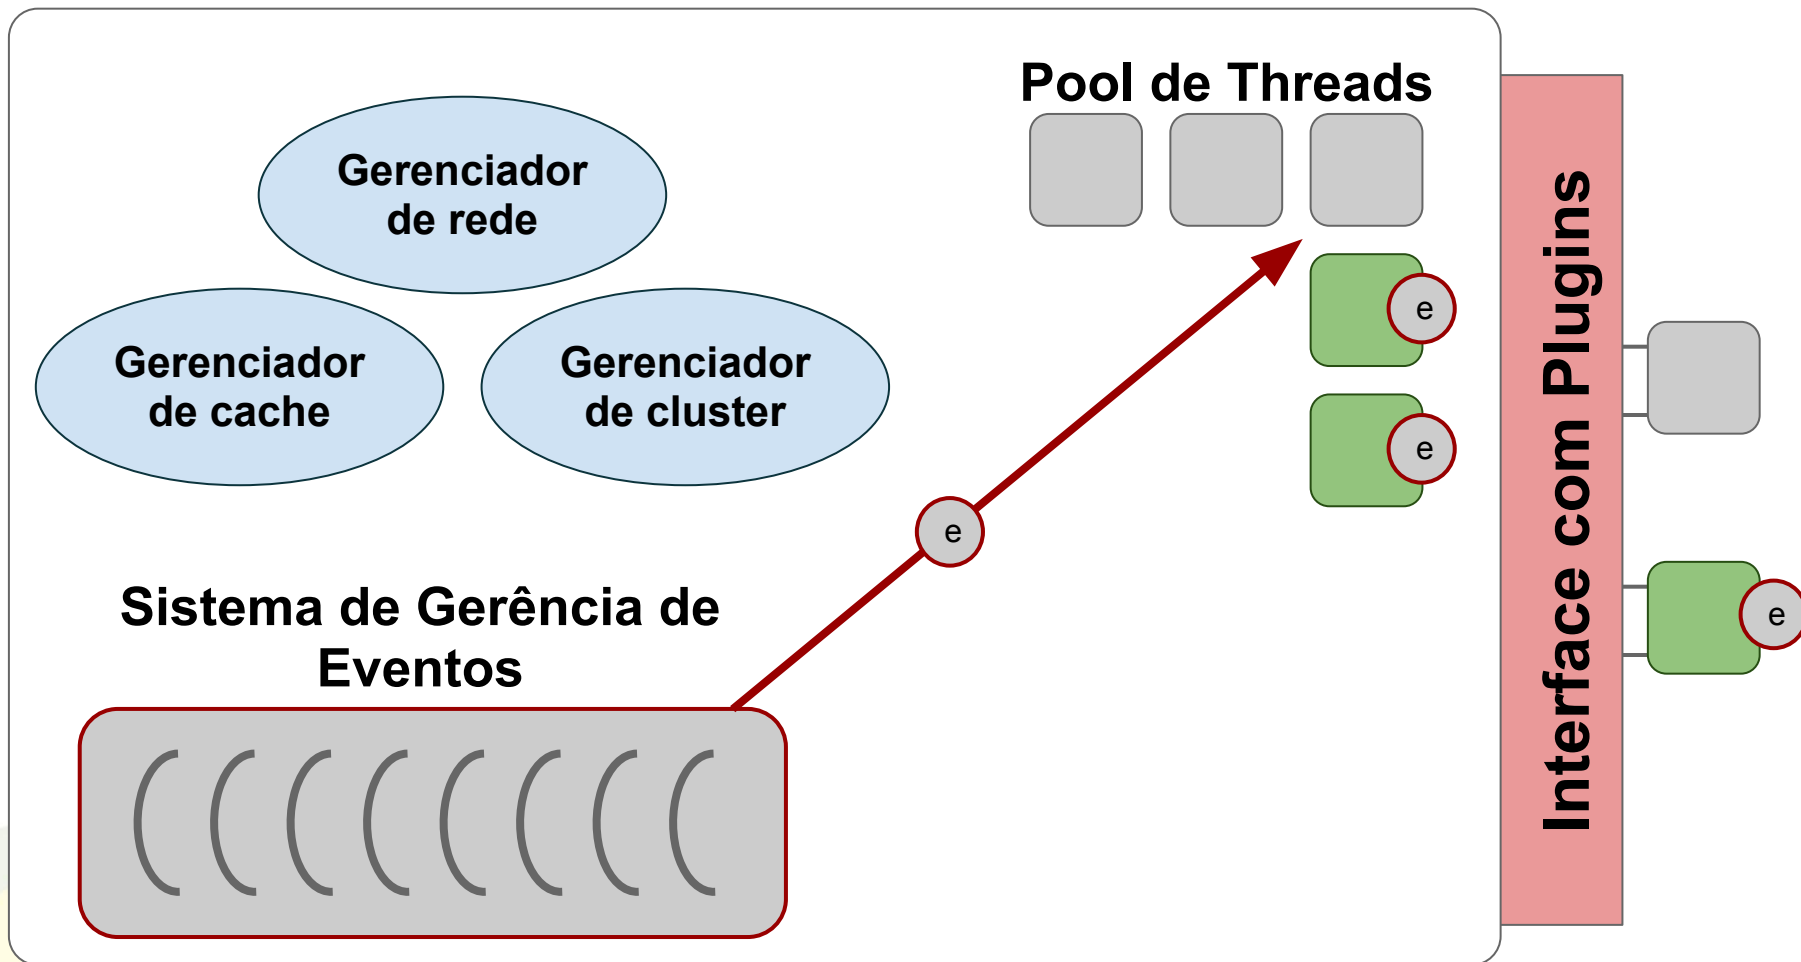 Pool de Threads
Gerenciador
de rede
Gerenciador
de cache
Gerenciador
de cluster
e
e
e
Sistema de Gerência de
Eventos
Interface com Plugins
e